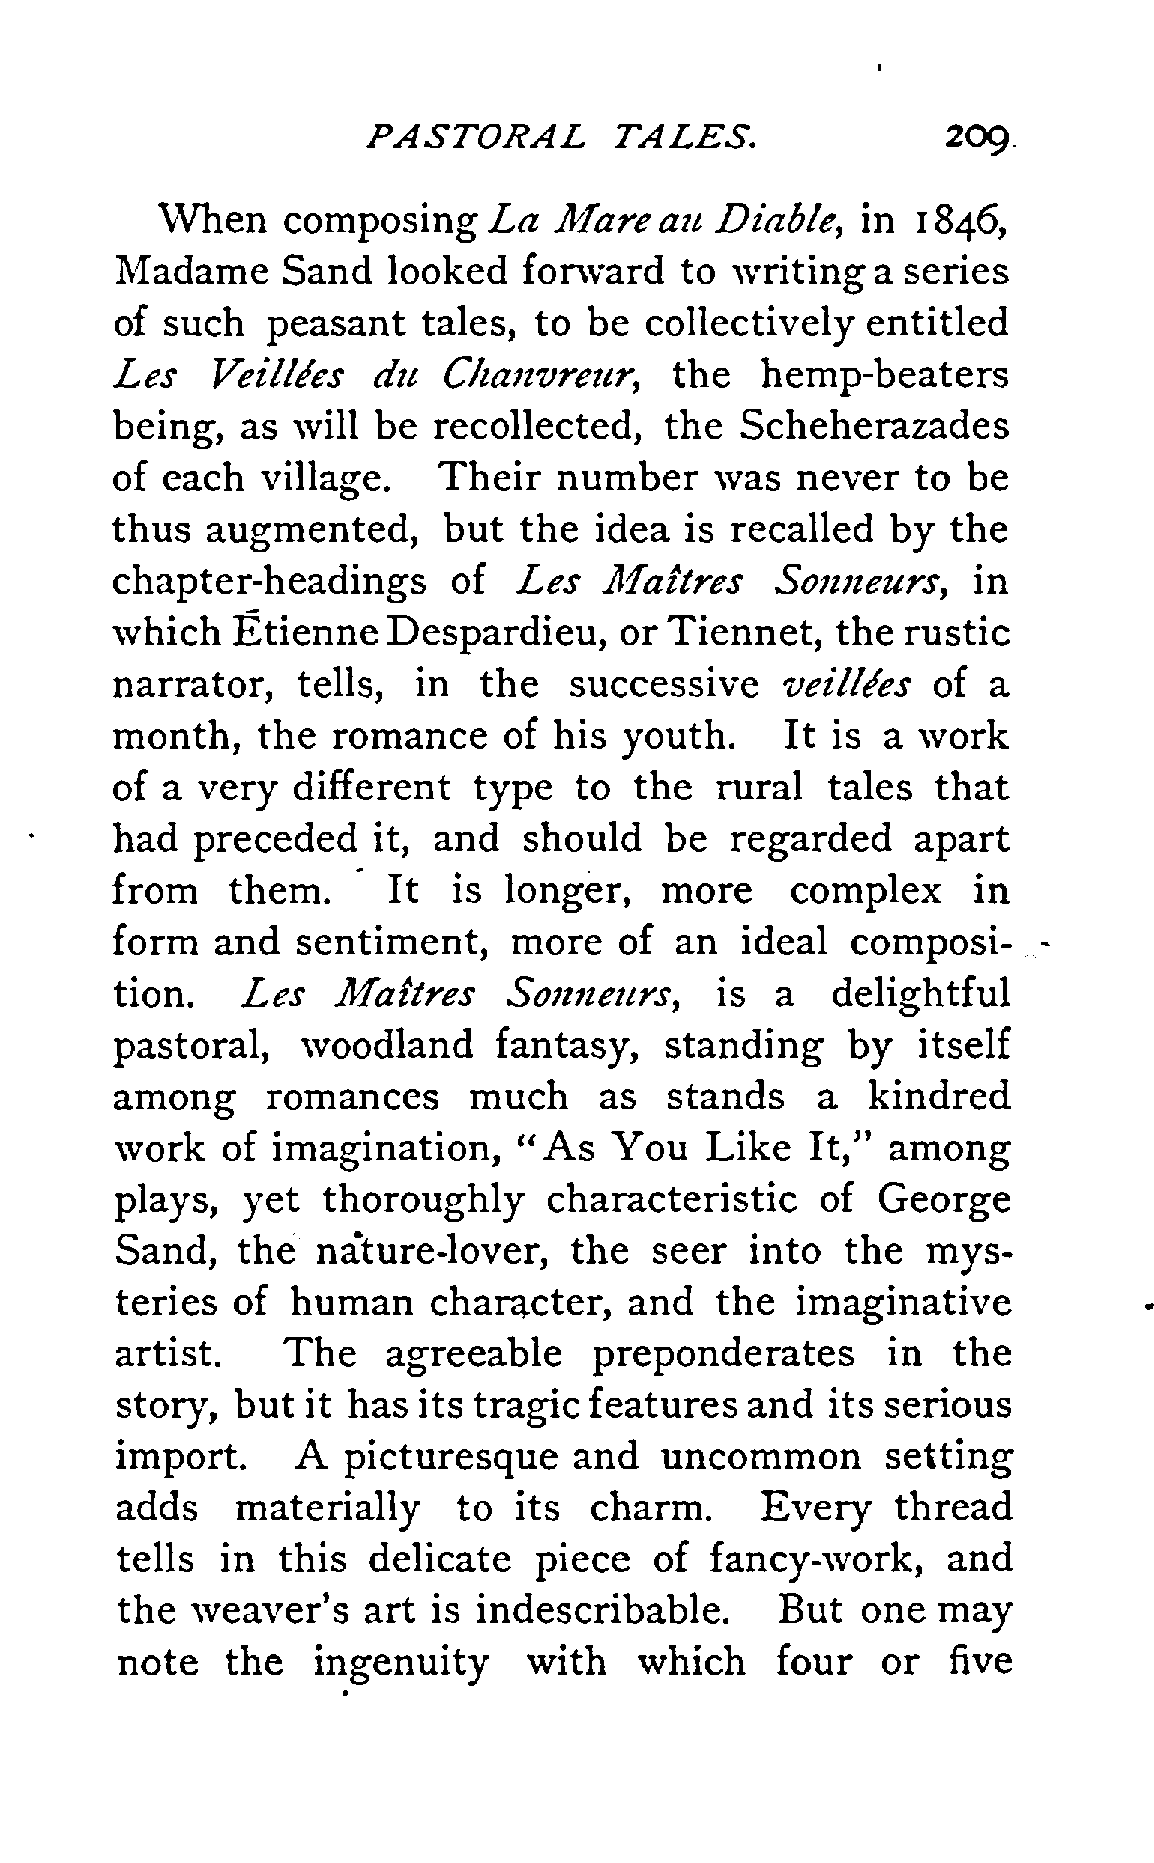 PASTORAL TALES. 209.
When composing La Mare au Diable, in 1846,
Madame Sand looked forward to writing a series
of such peasant tales, to be collectively entitled
Les Veillées du Chanvreur, the hemp-beaters
being, as will be recollected, the Scheherazades
of each village. Their number was never to be
thus augmented, but the idea is recalled by the
chapter-headings of Les Maîtres Sonneurs, in
which Étienne Despardieu, or Tiennet, the rustic
narrator, tells, in the successive veillées of a
month, the romance of his youth. It is a work
of a very different type to the rural tales that
had preceded it, and should be regarded apart
from them. It is longer, more complex in
form and sentiment, more of an ideal composi-
tion. Les Maîtres Sonneurs, is a delightful
pastoral, woodland fantasy, standing by itself
among romances much as stands a kindred
work of imagination, "As You Like It," among
plays, yet thoroughly characteristic of George
Sand, the nature-lover, the seer into the mys-
teries of human character, and the imaginative
artist. The agreeable preponderates in the
story, but it has its tragic features and its serious
import. A picturesque and uncommon setting
adds materially to its charm. Every thread
tells in this delicate piece of fancy-work, and
the weaver's art is indescribable. But one may
note the ingenuity with which four or five